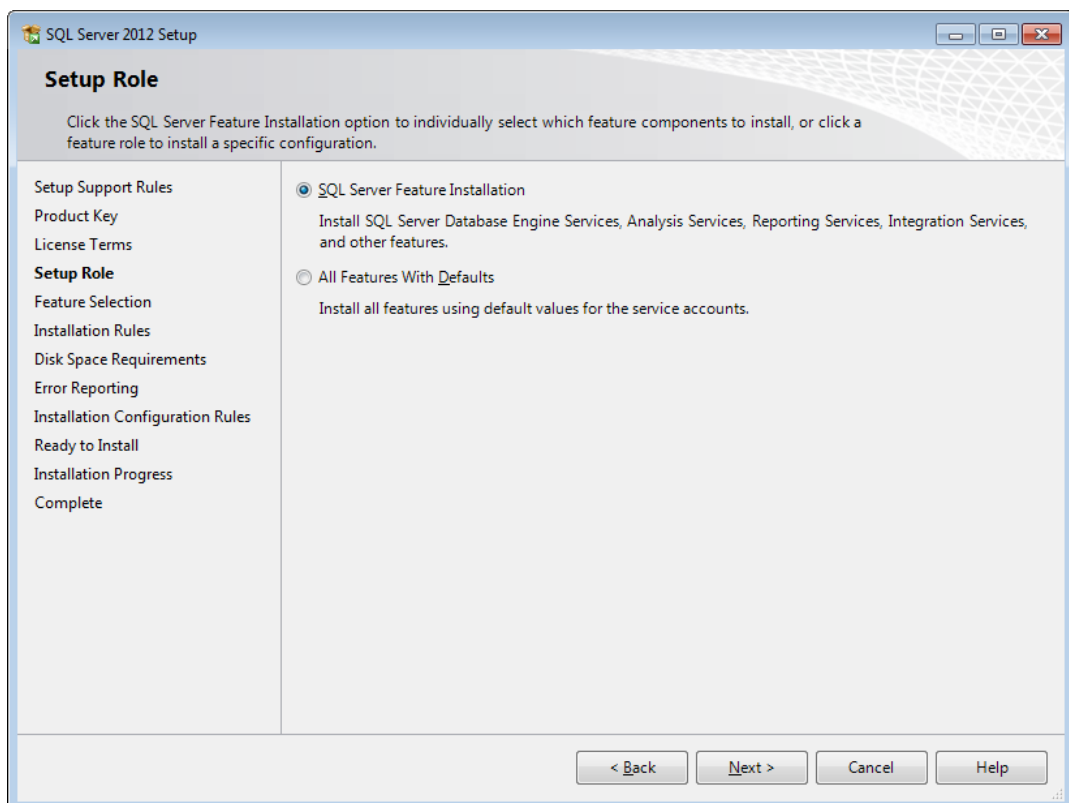 SQL Server 2012 Setup
Setup Role
Click the SQL Server Feature Installation option to individually select which feature components to install, or click a
feature role to install a specific configuration.
Setup Support Rules
Product Key
License Terms
Setup Role
Feature Selection
Installation Rules
Disk Space Requirements
Error Reporting
Installation Configuration Rules
Ready to Install
Installation Progress
Complete
SQL Server Feature Installation
Install SQL Server Database Engine Services, Analysis Services, Reporting Services, Integration Services,
and other features.
All Features With Defaults
Install all features using default values for the service accounts.
< Back
Next >
Cancel
Help